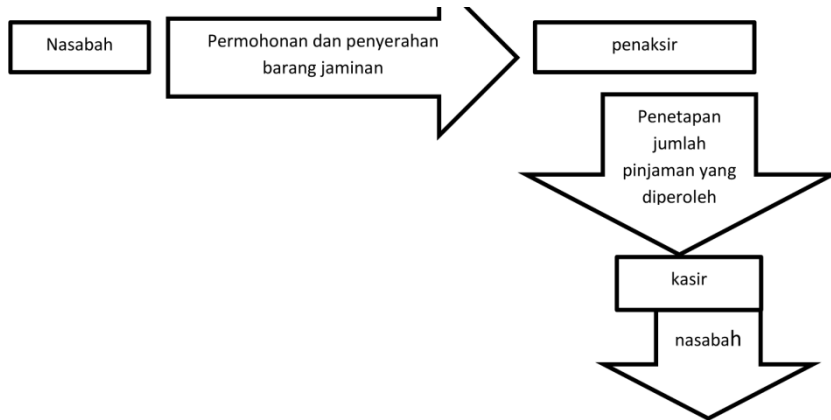 Nasabah
Permohonan dan penyerahan
barang jaminan
penaksir
Penetapan
jumlah
pinjaman yang
diperoleh
kasir
nasabah